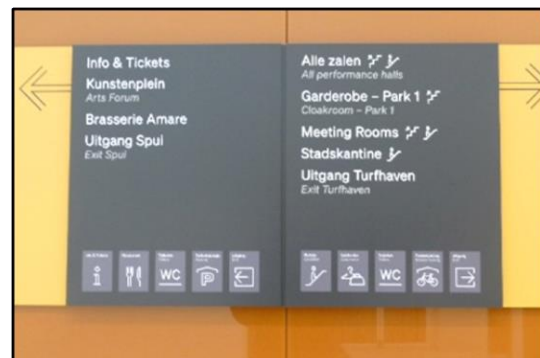 Info & Tickets
Kunstenplein
Arts Forum
Brasserie Amare
Uitgang Spui
Exit Spui
WC
P
Alle zalen
All performance halls
Garderobe – Park 1
Cloakroom – Park 1
Meeting Rooms
Stadskantine
Uitgang Turfhaven
Exit Turfhaven
WC